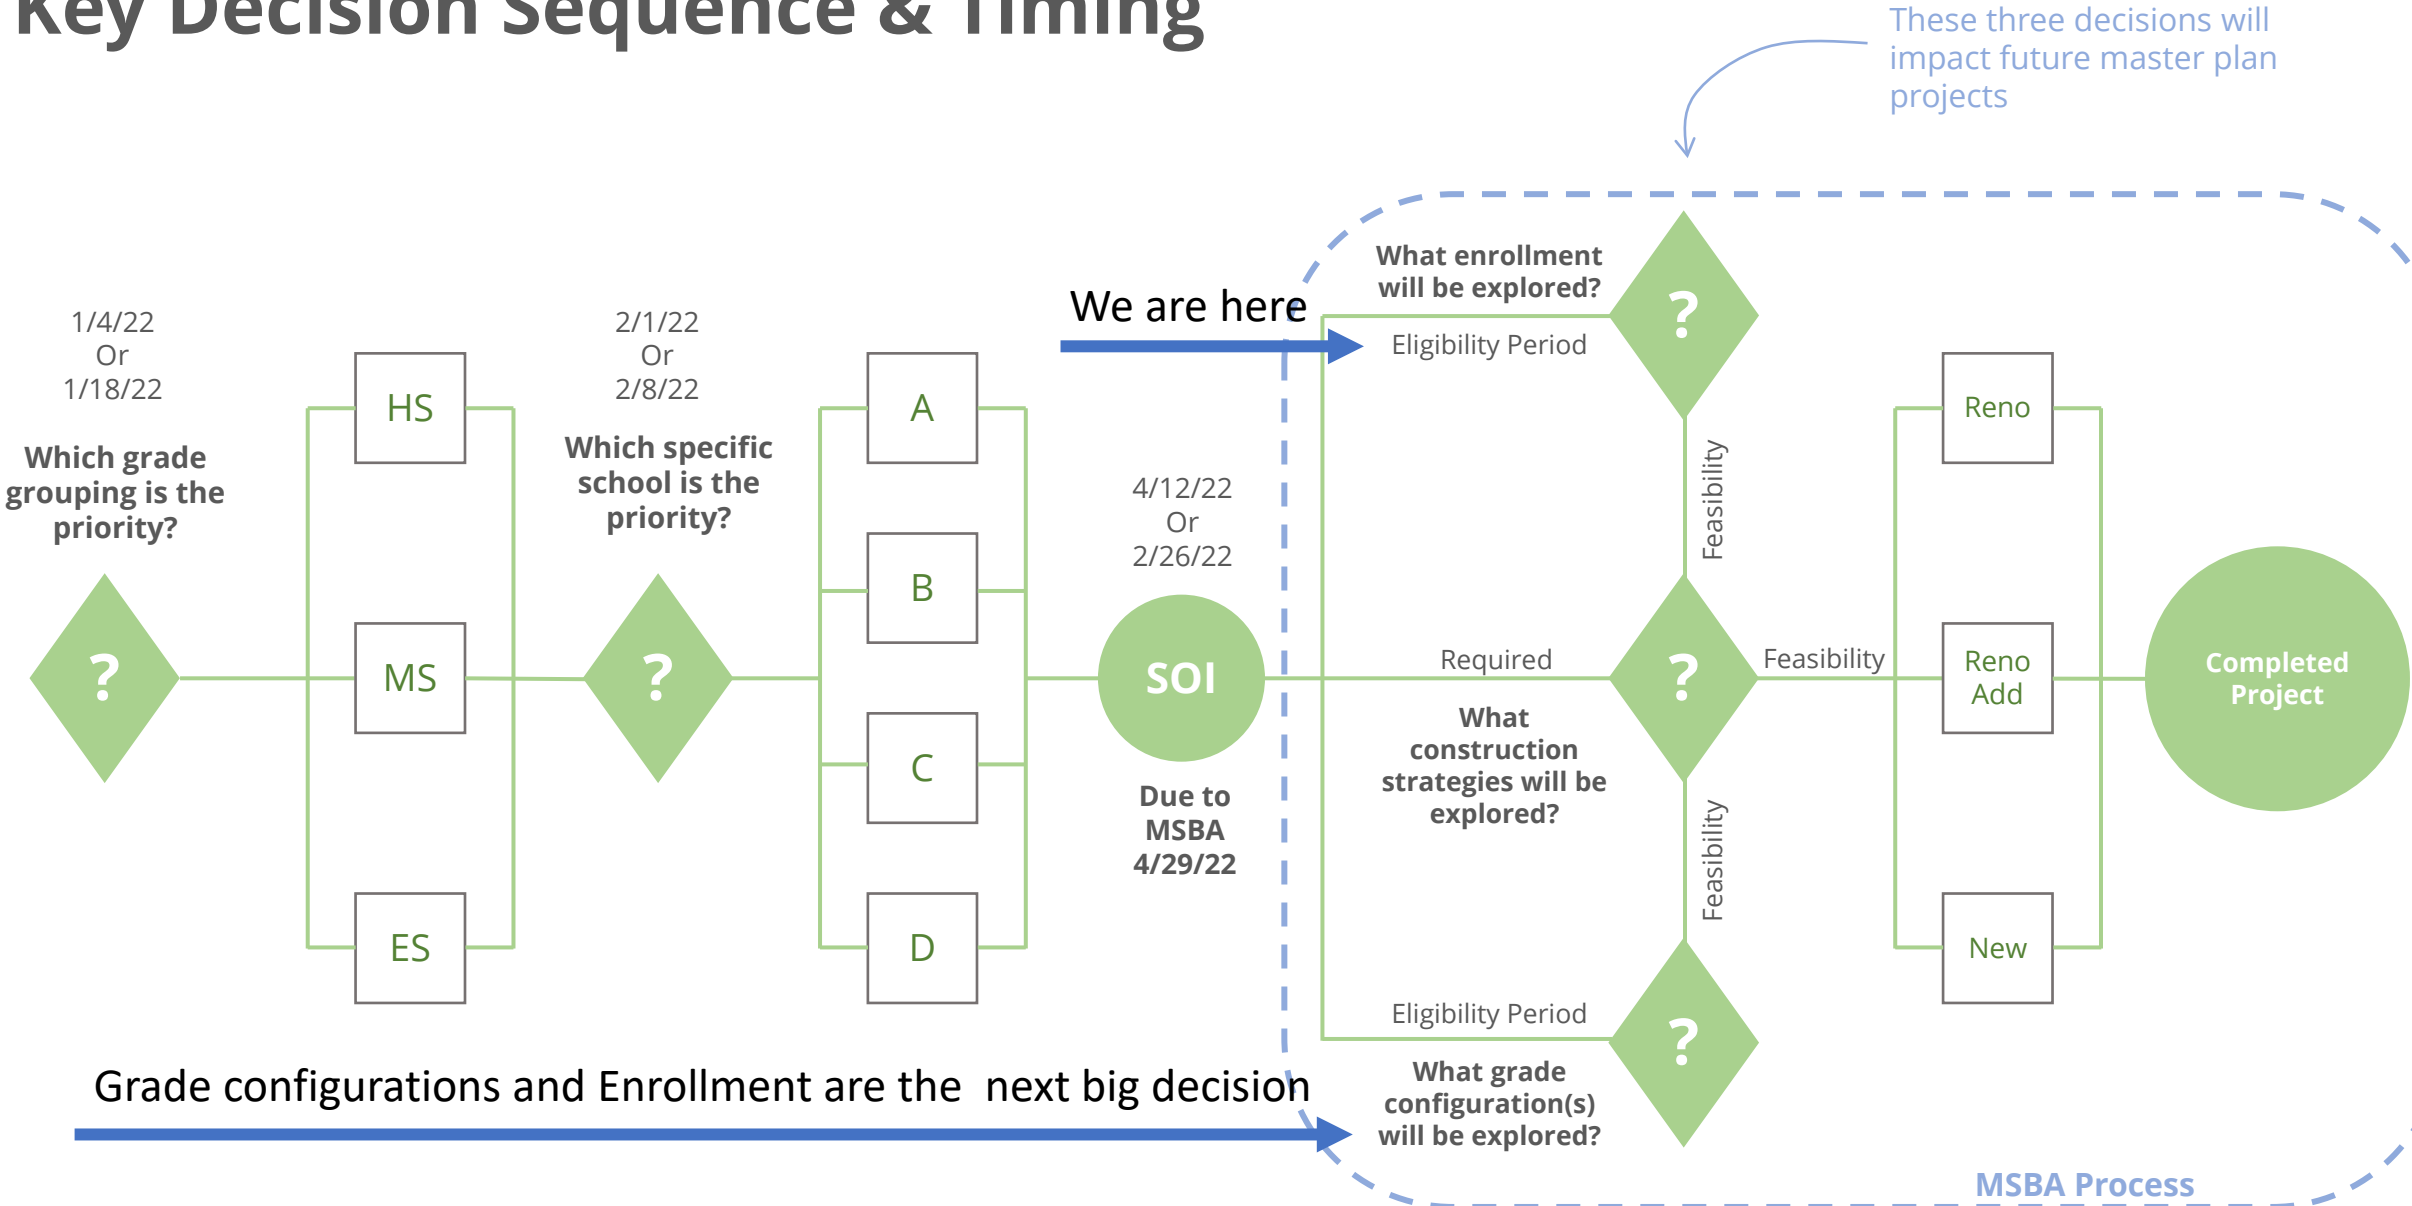 Key Decision Sequence & Timing
These three decisions will
impact future master plan
projects
1/4/22
Or
1/18/22
Which grade
grouping is the
priority?
?
HS
MS
ES
2/1/22
Or
2/8/22
Which specific
school is the
priority?
?
A
B
C
D
4/12/22
Or
2/26/22
SOI
Due to
MSBA
4/29/22
We are here
What enrollment
will be explored?
Eligibility Period
?
Feasibility
Required
What
construction
strategies will be
explored?
?
Feasibility
Feasibility
Eligibility Period
What grade
configuration(s)
will be explored?
?
Reno
Reno
Add
New
Completed
Project
Grade configurations and Enrollment are the  next big decision
MSBA Process